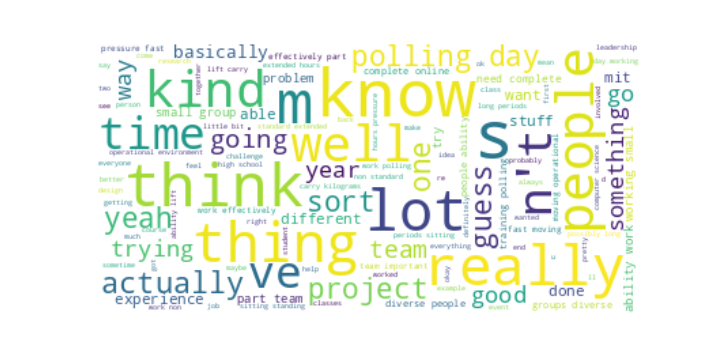 pressure fast
basically
effectively part
polling day
leadership
day working
say
come
research
extended hours
ok
mean
way
together
lift carry
problem
complete online
need complete
first
people
mit
two
kind
m
know
class
want
go
see
person
small group
able
long periods
involved
little bit
standard extended
back
hours pressure
make
s
stuff
n't
something
computer science
d
time
going
well
try
people ability
operational environment
challenge
idea
probably
everyone
feel
high school
one
re
guess
training polling
moving operational
working small
year
non standard
always
better
think
carry kilograms
lot
definitely
wanted
design
ability lift
sort
getting
work effectively
right
different
periods sitting
fast moving
possibly king
yeah
course
much
student
thing
everything
end
u
pretty
trying
team
really
ability work
sometime
got
maybe
ve
help
team important
okay
ll
actually
worked
project
example
good
done
experience
part team
classes
diverse people
event
groups diverse
work non
job
sitting standing
work polling